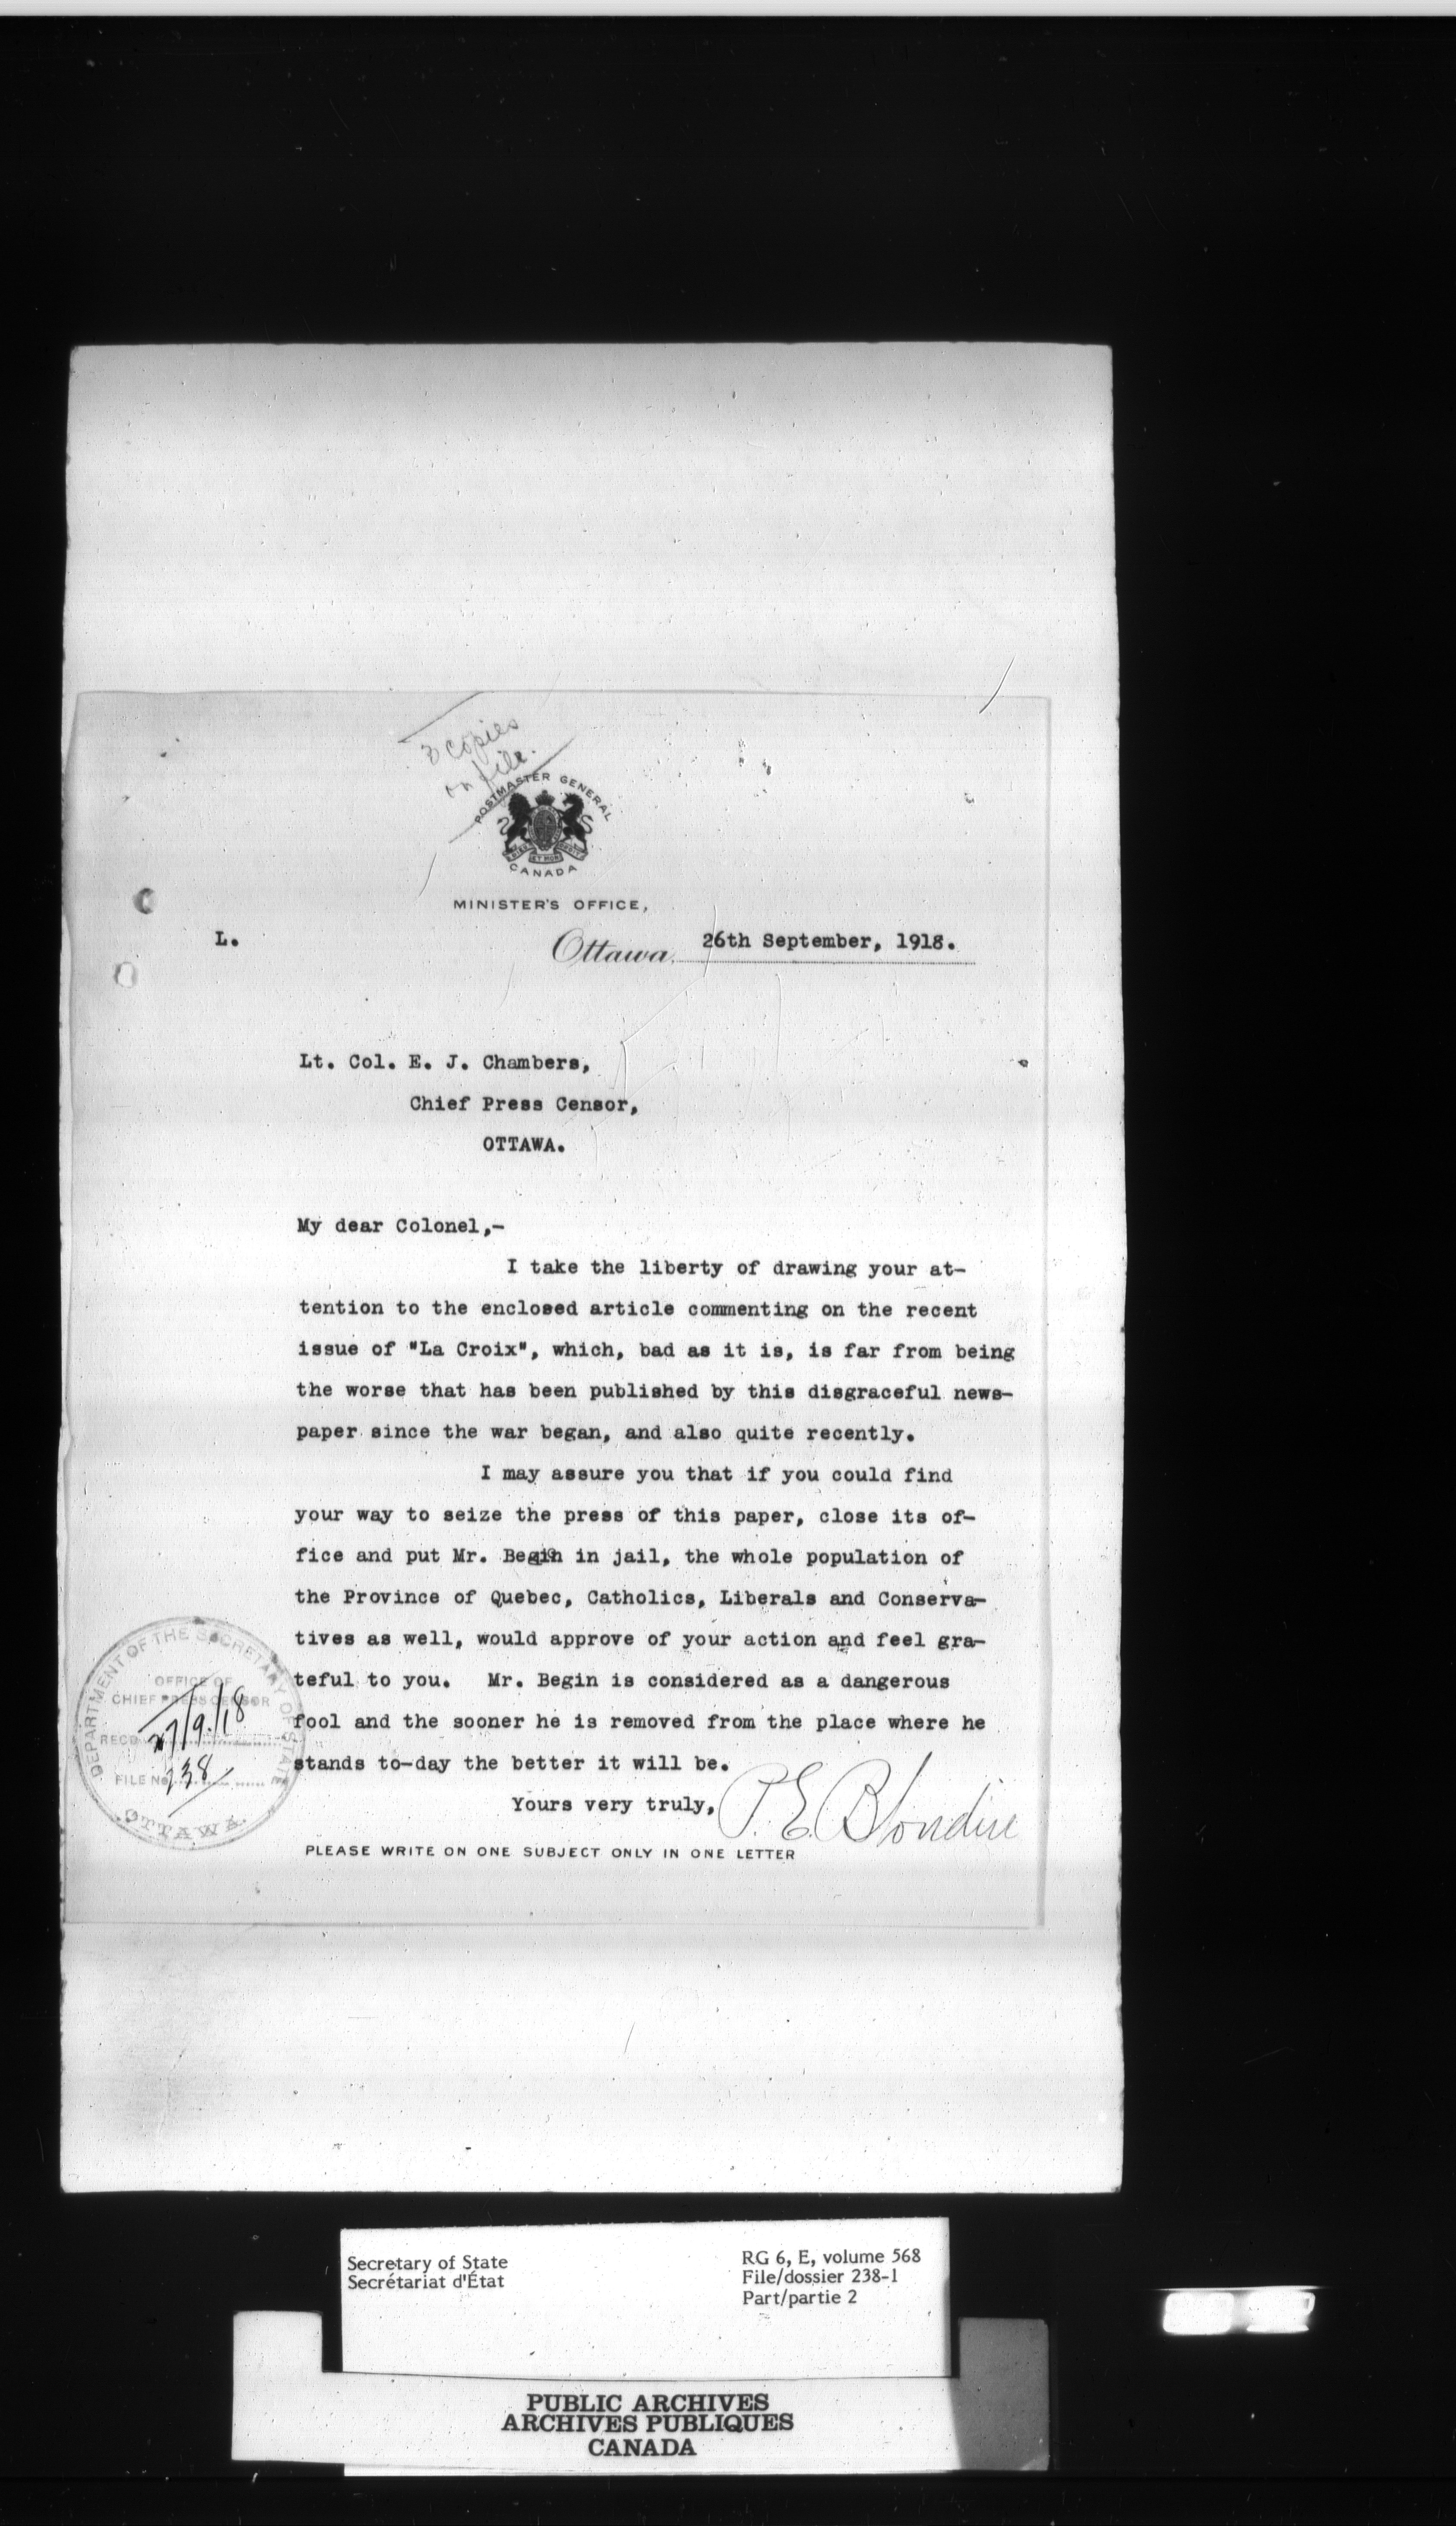 3 copies
on file.
POSTMASTER GENERAL
CANADA
MINISTER'S OFFICE,
L.
Ottawa, 26th September, 1918.
Lt. Col. E. J. Chambers,
Chief Press Censor,
OTTAWA.
My dear Colonel,-
I take the liberty of drawing your at-
tention to the enclosed article commenting on the recent
issue of "La Croix", which, bad as it is, is far from being
the worse that has been published by this disgraceful news-
paper since the war began, and also quite recently.
I may assure you that if you could find
your way to seize the press of this paper, close its of-
fice and put Mr. Begin in jail, the whole population of
the Province of Quebec, Catholics, Liberals and Conserva-
tives as well, would approve of your action and feel gra-
teful to you. Mr. Begin is considered as a dangerous
fool and the sooner he is removed from the place where he
stands to-day the better it will be.
Yours very truly, P. E. Blondin
PLEASE WRITE ON ONE SUBJECT ONLY IN ONE LETTER
DEPARTMENT OF THE SECRETARY OF STATE
OFFICE OF
CHIEF PRESS CENSOR
RECD 27/9/18
FILE No 238
OTTAWA
Secretary of State
Secrétariat d'État
RG 6, E, volume 568
File/dossier 238-1
Part/partie 2
PUBLIC ARCHIVES
ARCHIVES PUBLIQUES
CANADA